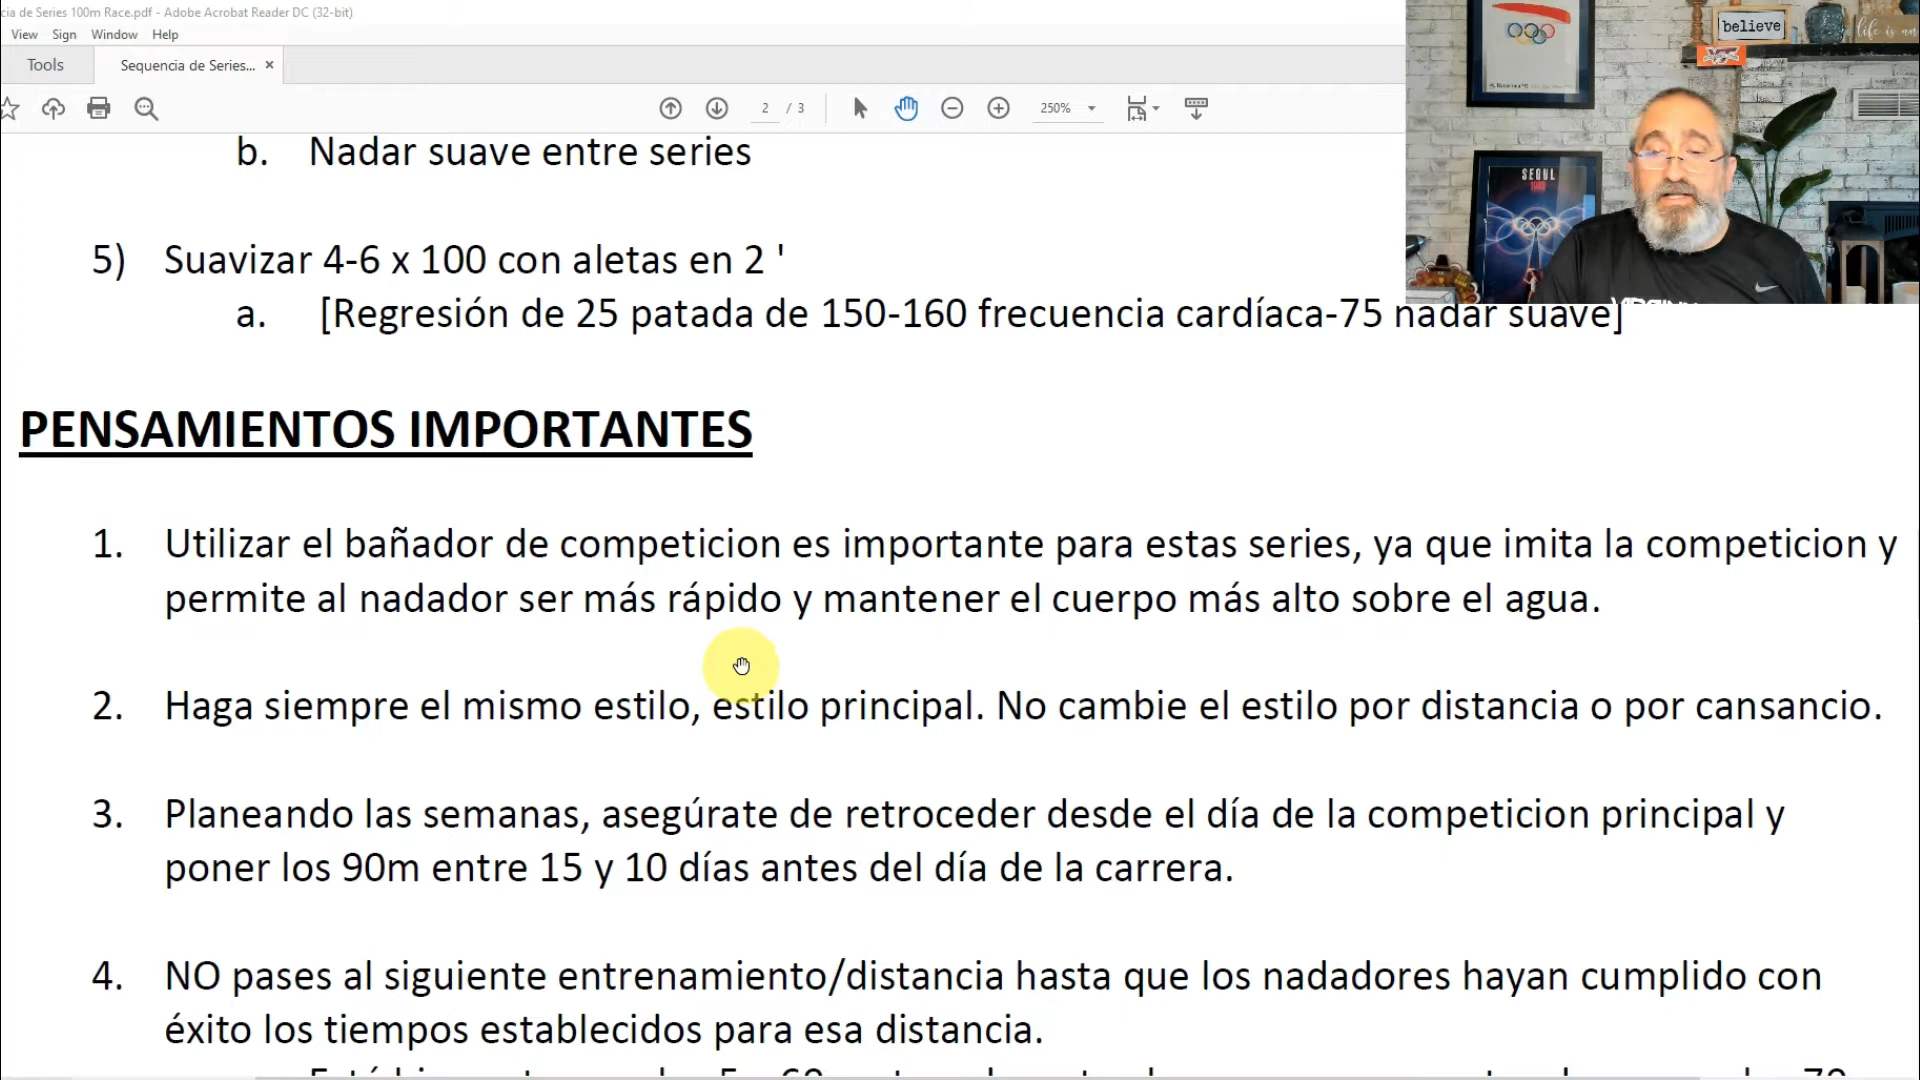 cia de Series 100m Race.pdf - Adobe Acrobat Reader DC (32-bit)
View Sign Window Help
Tools Sequencia de Series... ×
2 / 3 250%
believe
life is
SEOUL
1988
b. Nadar suave entre series
5) Suavizar 4-6 x 100 con aletas en 2 '
a. [Regresión de 25 patada de 150-160 frecuencia cardíaca-75 nadar suave]
PENSAMIENTOS IMPORTANTES
1. Utilizar el bañador de competicion es importante para estas series, ya que imita la competicion y
permite al nadador ser más rápido y mantener el cuerpo más alto sobre el agua.
2. Haga siempre el mismo estilo, estilo principal. No cambie el estilo por distancia o por cansancio.
3. Planeando las semanas, asegúrate de retroceder desde el día de la competicion principal y
poner los 90m entre 15 y 10 días antes del día de la carrera.
4. NO pases al siguiente entrenamiento/distancia hasta que los nadadores hayan cumplido con
éxito los tiempos establecidos para esa distancia.